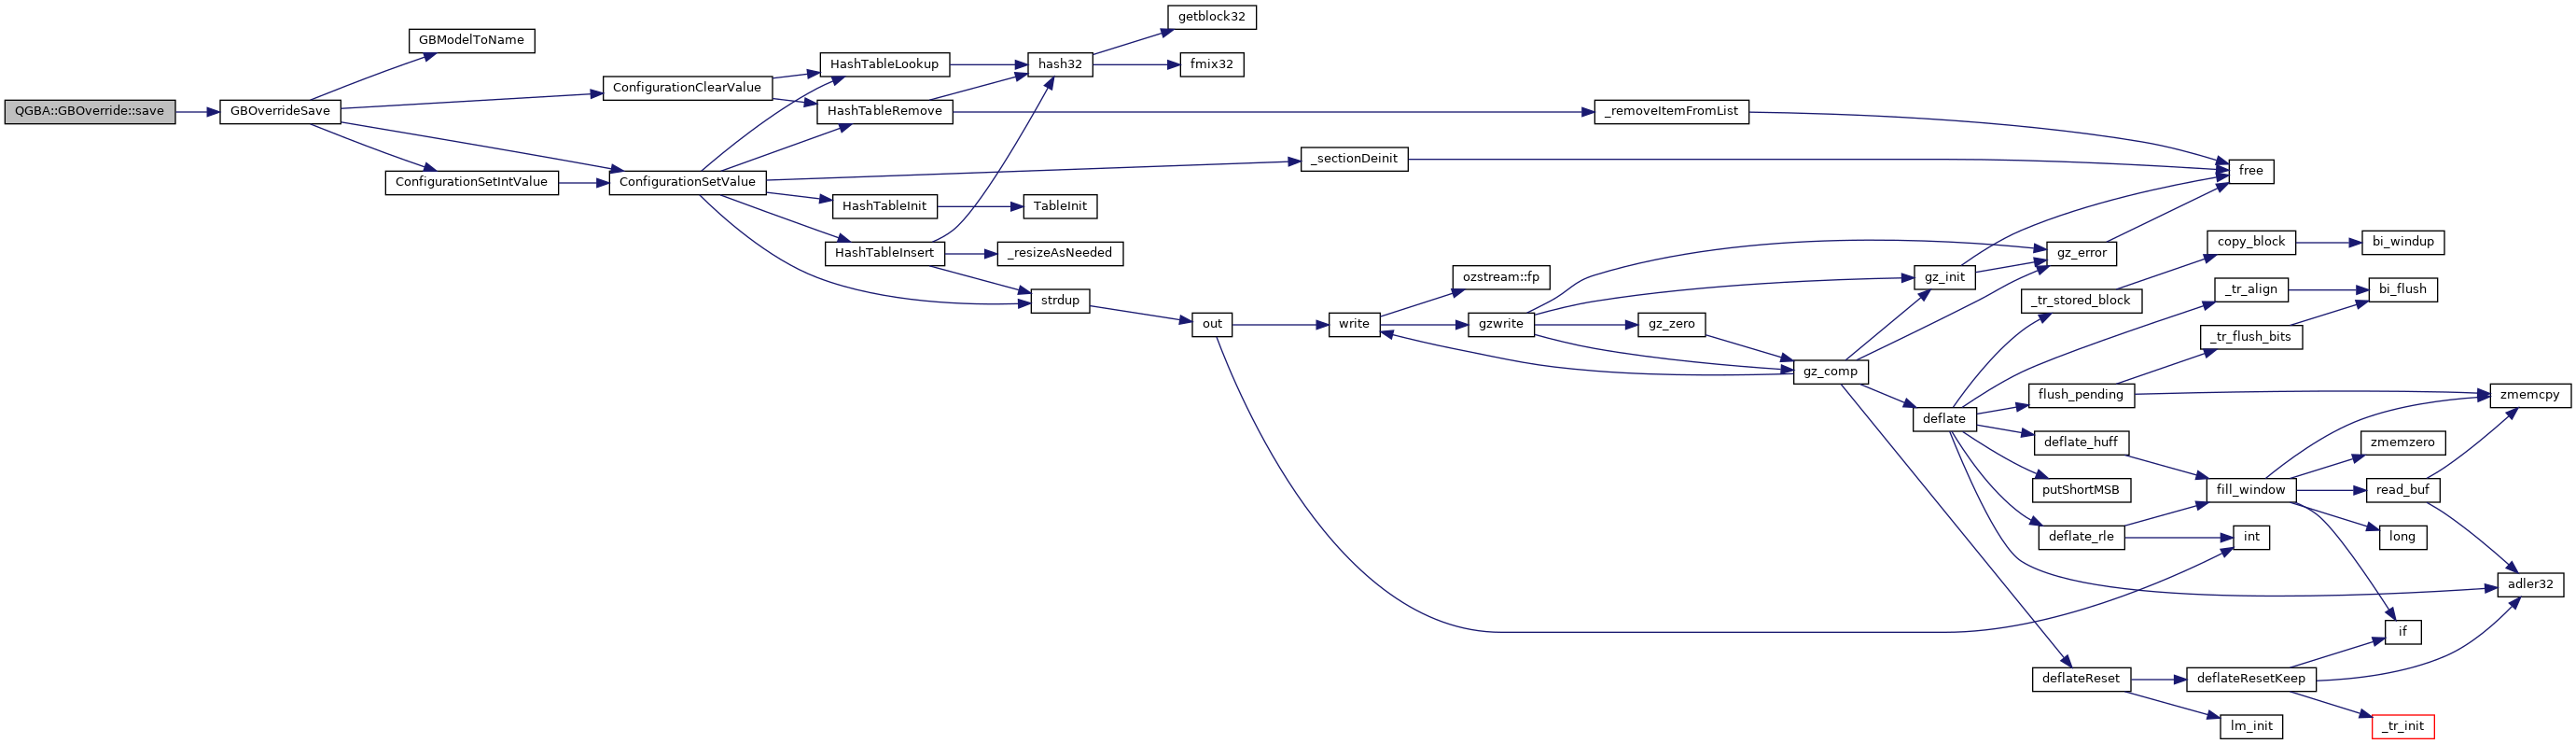 QGBA::GBOverride::save
GBOverrideSave
GBModelToName
ConfigurationClearValue
ConfigurationSetIntValue
ConfigurationSetValue
HashTableLookup
HashTableRemove
HashTableInit
HashTableInsert
hash32
TableInit
_resizeAsNeeded
strdup
getblock32
fmix32
out
_sectionDeinit
write
ozstream::fp
gzwrite
_removeItemFromList
gz_zero
gz_comp
gz_init
deflate
gz_error
_tr_stored_block
flush_pending
deflate_huff
putShortMSB
deflate_rle
deflateReset
free
copy_block
_tr_align
_tr_flush_bits
fill_window
int
deflateResetKeep
lm_init
bi_windup
bi_flush
zmemzero
read_buf
long
if
_tr_init
zmemcpy
adler32